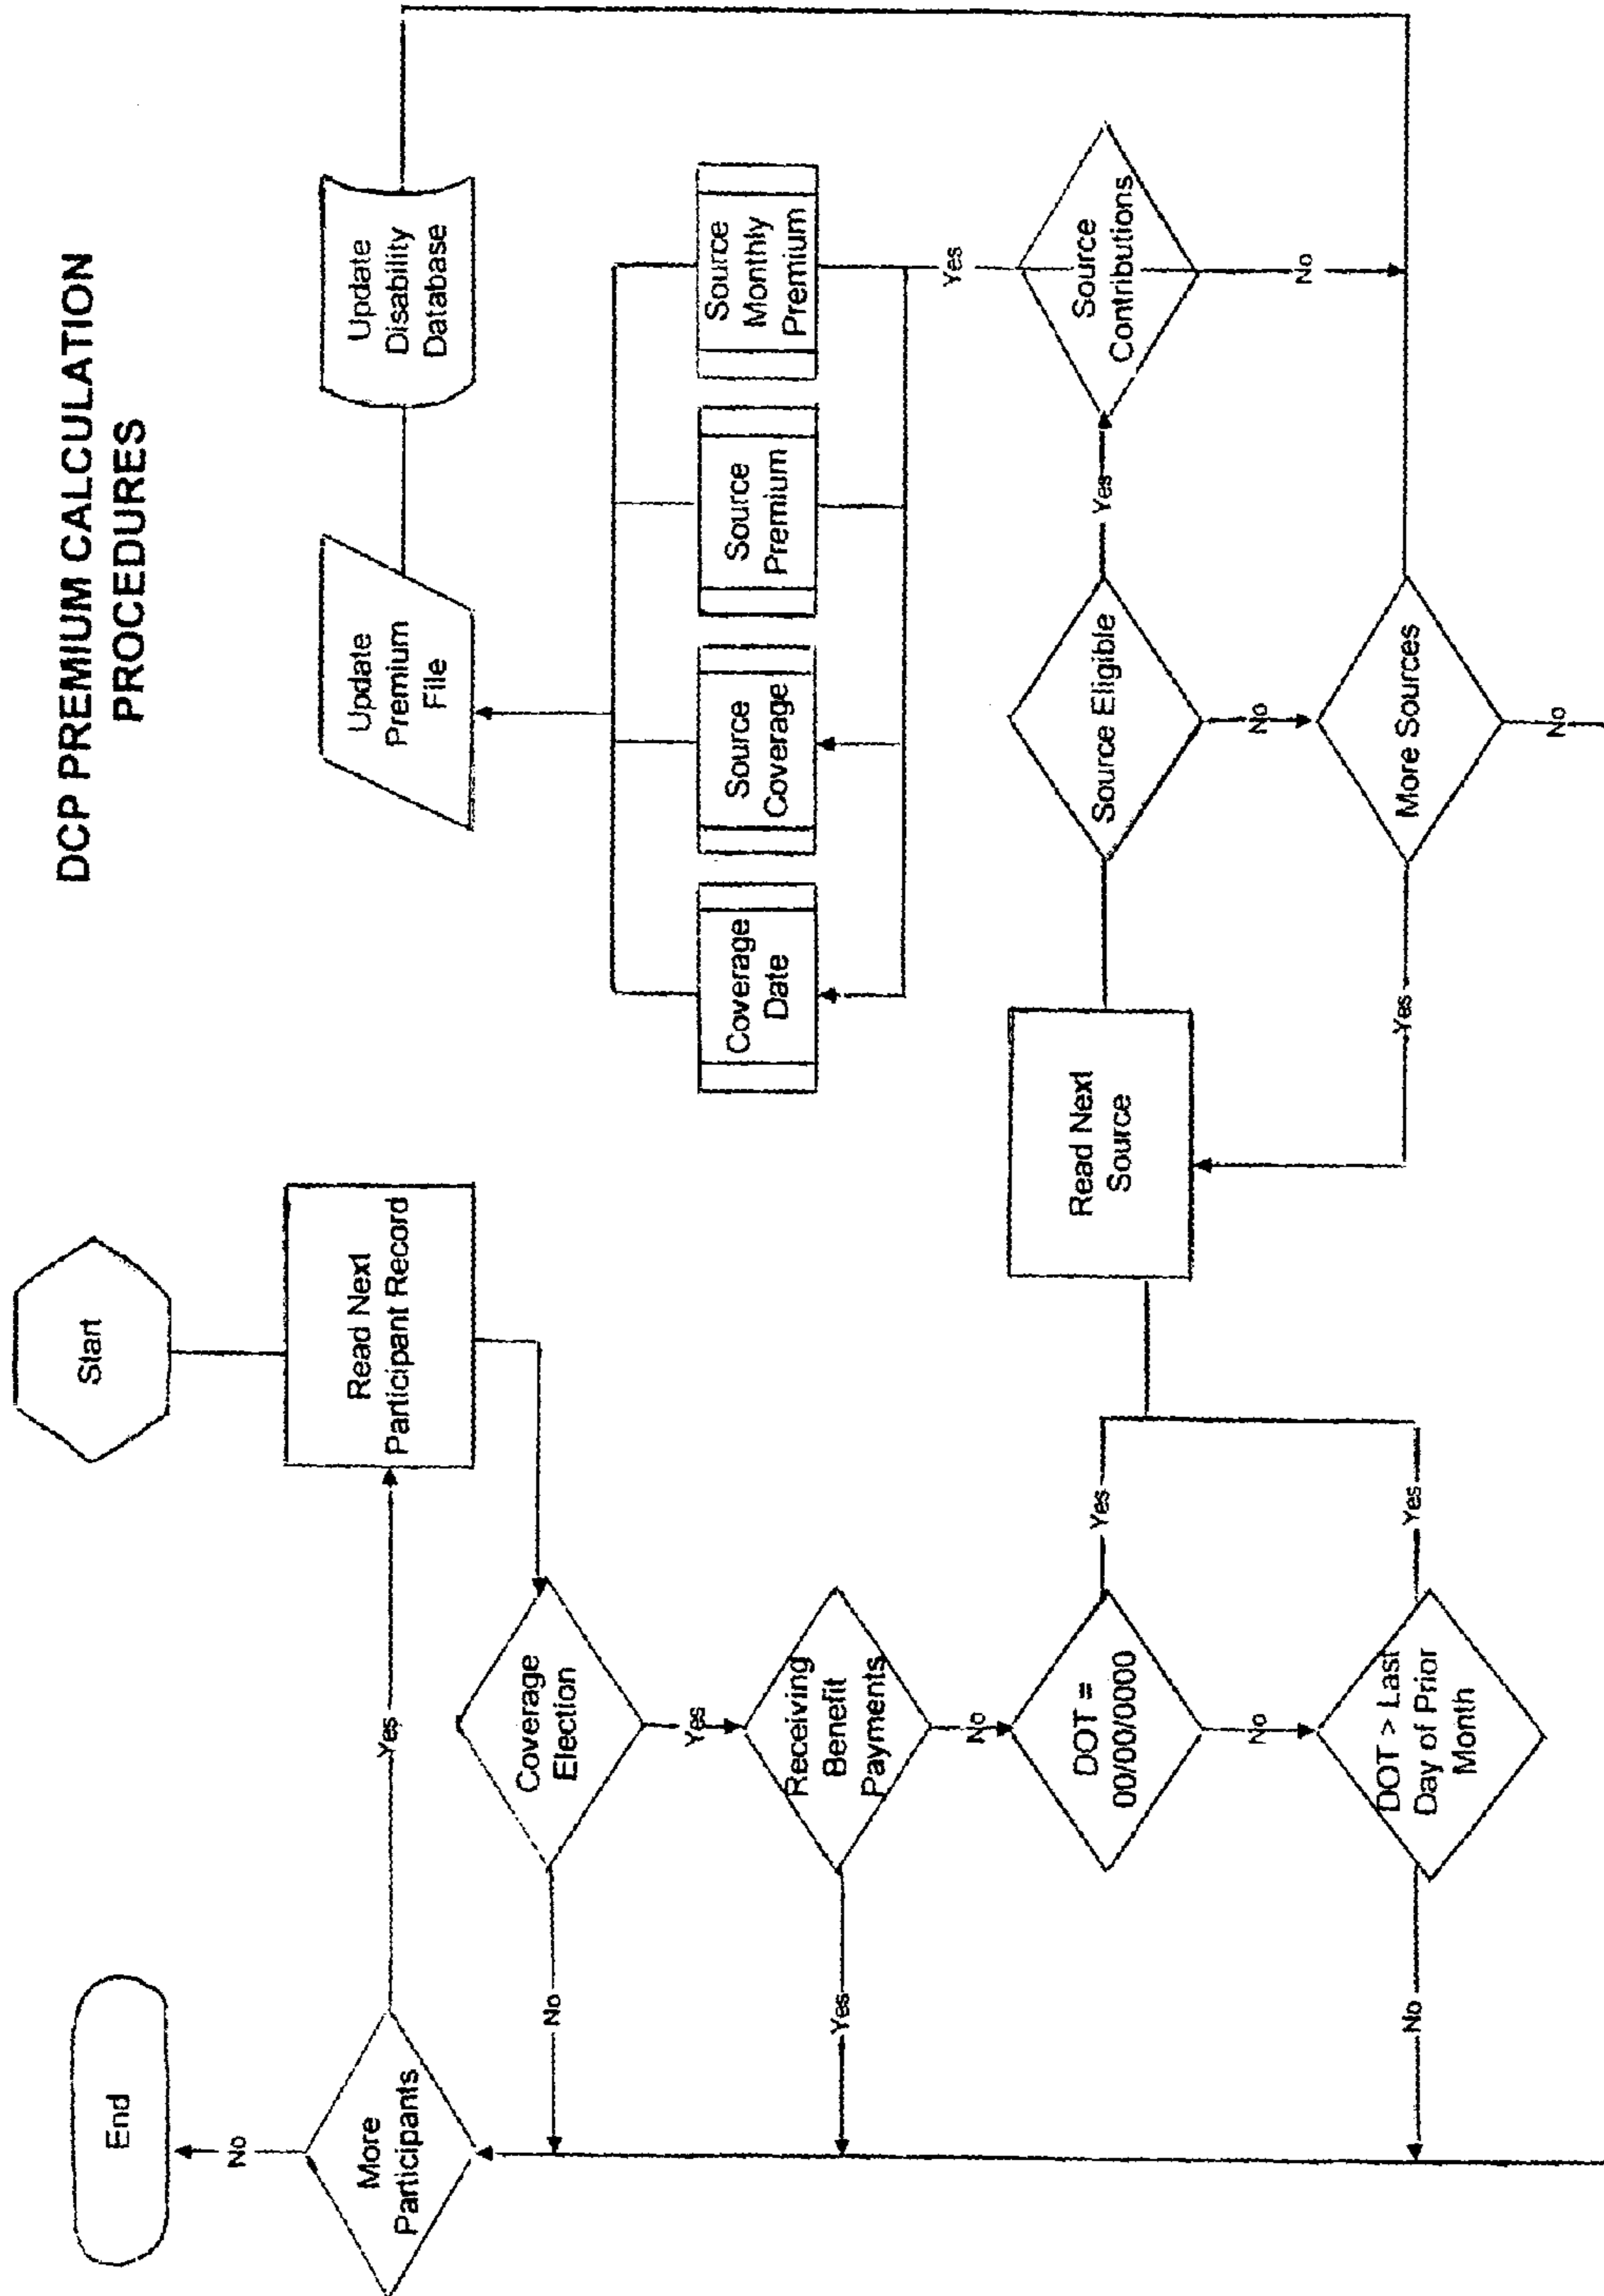 DCP PREMIUM CALCULATION
PROCEDURES
Start
End
No
More
Participants
Yes
Read Next
Participant Record
Coverage
Election
No
Yes
Receiving
Benefit
Payments
Yes
No
DOT =
00/00/0000
Yes
No
DOT > Last
Day of Prior
Month
Yes
No
Read Next
Source
Source Eligible
Yes
No
More Sources
Yes
No
Source
Contributions
Yes
No
Coverage
Date
Source
Coverage
Source
Premium
Source
Monthly
Premium
Update
Premium
File
Update
Disability
Database